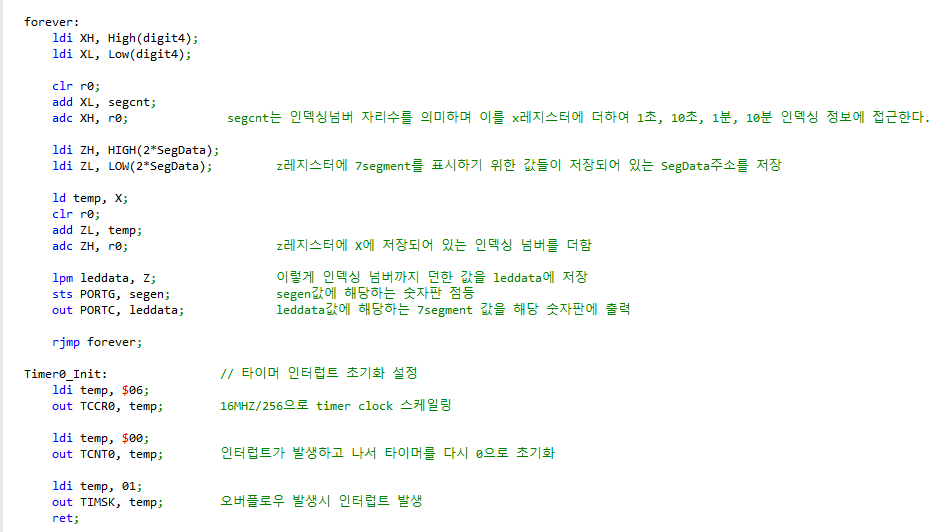 forever:
ldi XH, High(digit4);
ldi XL, Low(digit4);
clr r0;
add XL, segcnt;
adc XH, r0; segcnt는 인덱싱넘버 자리수를 의미하며 이를 x레지스터에 더하여 1초, 10초, 1분, 10분 인덱싱 정보에 접근한다.
ldi ZH, HIGH(2*SegData);
ldi ZL, LOW(2*SegData); z레지스터에 7segment를 표시하기 위한 값들이 저장되어 있는 SegData주소를 저장
ld temp, X;
clr r0;
add ZL, temp;
adc ZH, r0; z레지스터에 X에 저장되어 있는 인덱싱 넘버를 더함
lpm leddata, Z; 이렇게 인덱싱 넘버까지 던한 값을 leddata에 저장
sts PORTG, segen; segen값에 해당하는 숫자판 점등
out PORTC, leddata; leddata값에 해당하는 7segment 값을 해당 숫자판에 출력
rjmp forever;
Timer0_Init: // 타이머 인터럽트 초기화 설정
ldi temp, $06;
out TCCR0, temp; 16MHZ/256으로 timer clock 스케일링
ldi temp, $00;
out TCNT0, temp; 인터럽트가 발생하고 나서 타이머를 다시 0으로 초기화
ldi temp, 01;
out TIMSK, temp; 오버플로우 발생시 인터럽트 발생
ret;